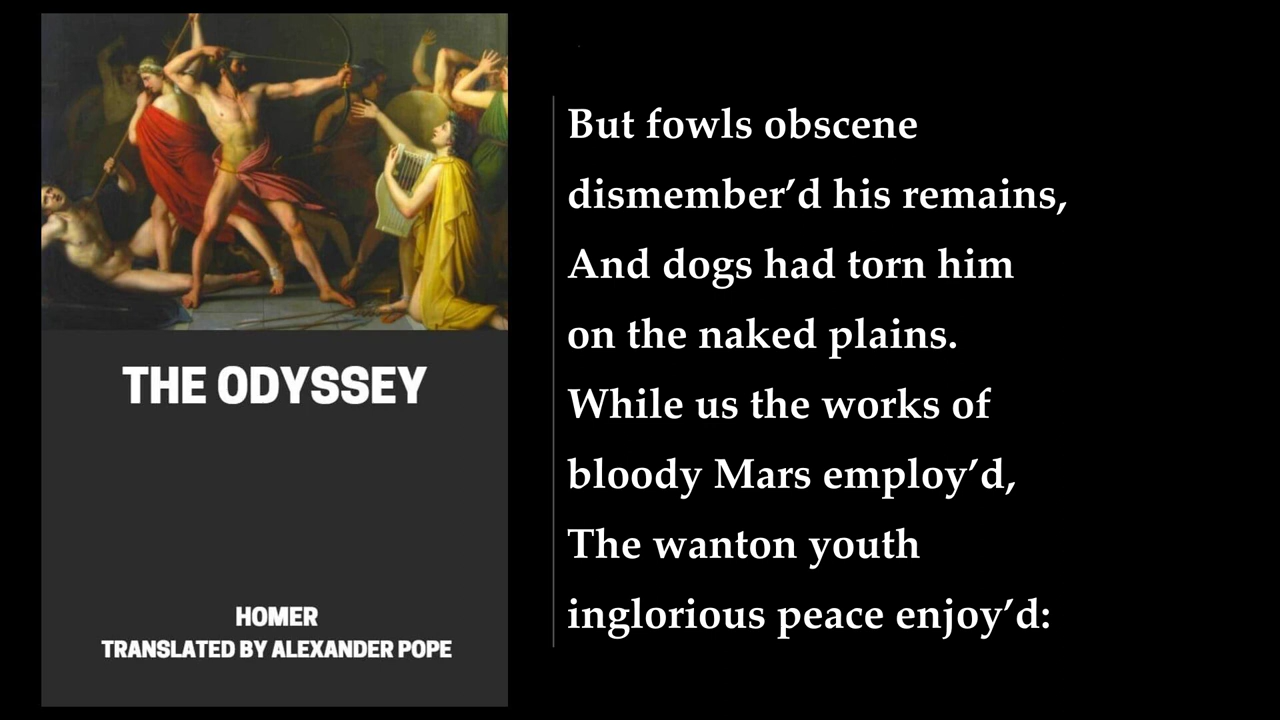 THE ODYSSEY
HOMER
TRANSLATED BY ALEXANDER POPE
But fowls obscene
dismember’d his remains,
And dogs had torn him
on the naked plains.
While us the works of
bloody Mars employ’d,
The wanton youth
inglorious peace enjoy’d: